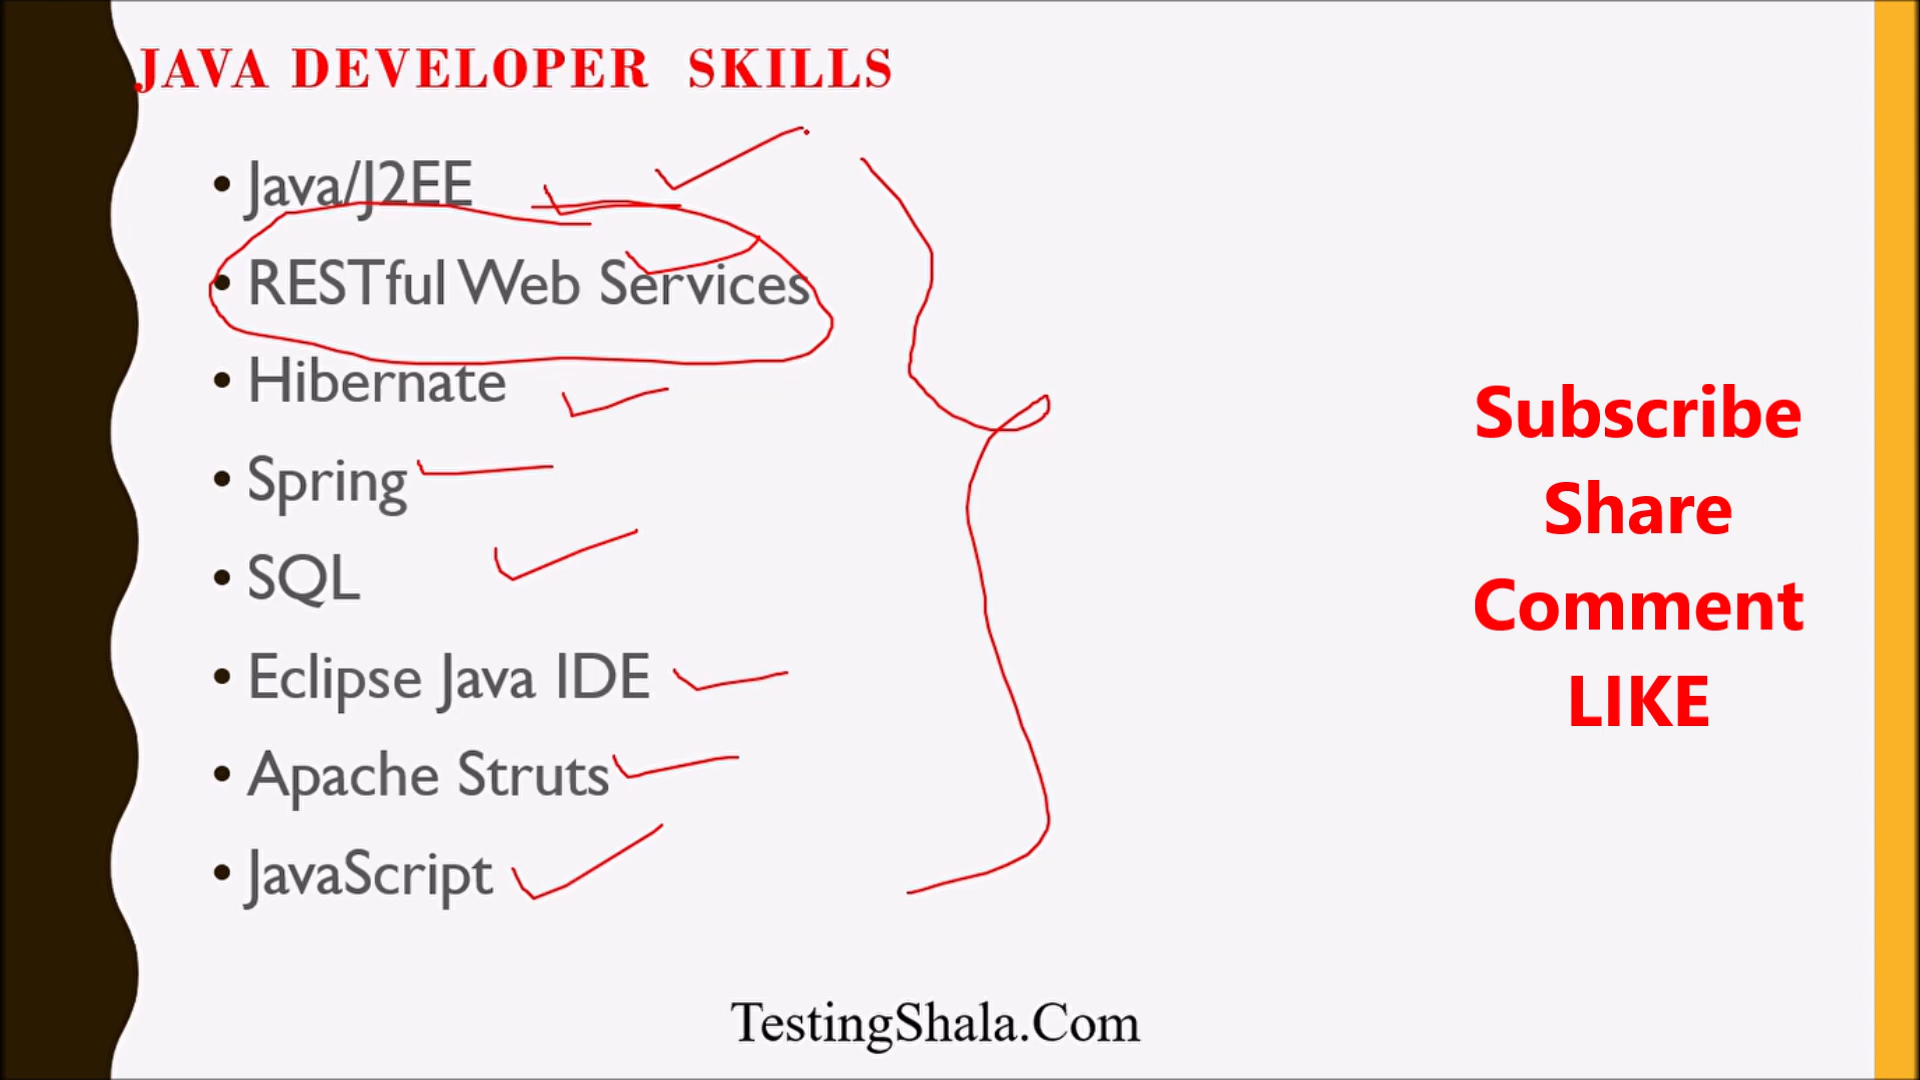 JAVA DEVELOPER SKILLS
• Java/J2EE
• RESTful Web Services
• Hibernate
• Spring
• SQL
• Eclipse Java IDE
• Apache Struts
• JavaScript
Subscribe
Share
Comment
LIKE
TestingShala.Com